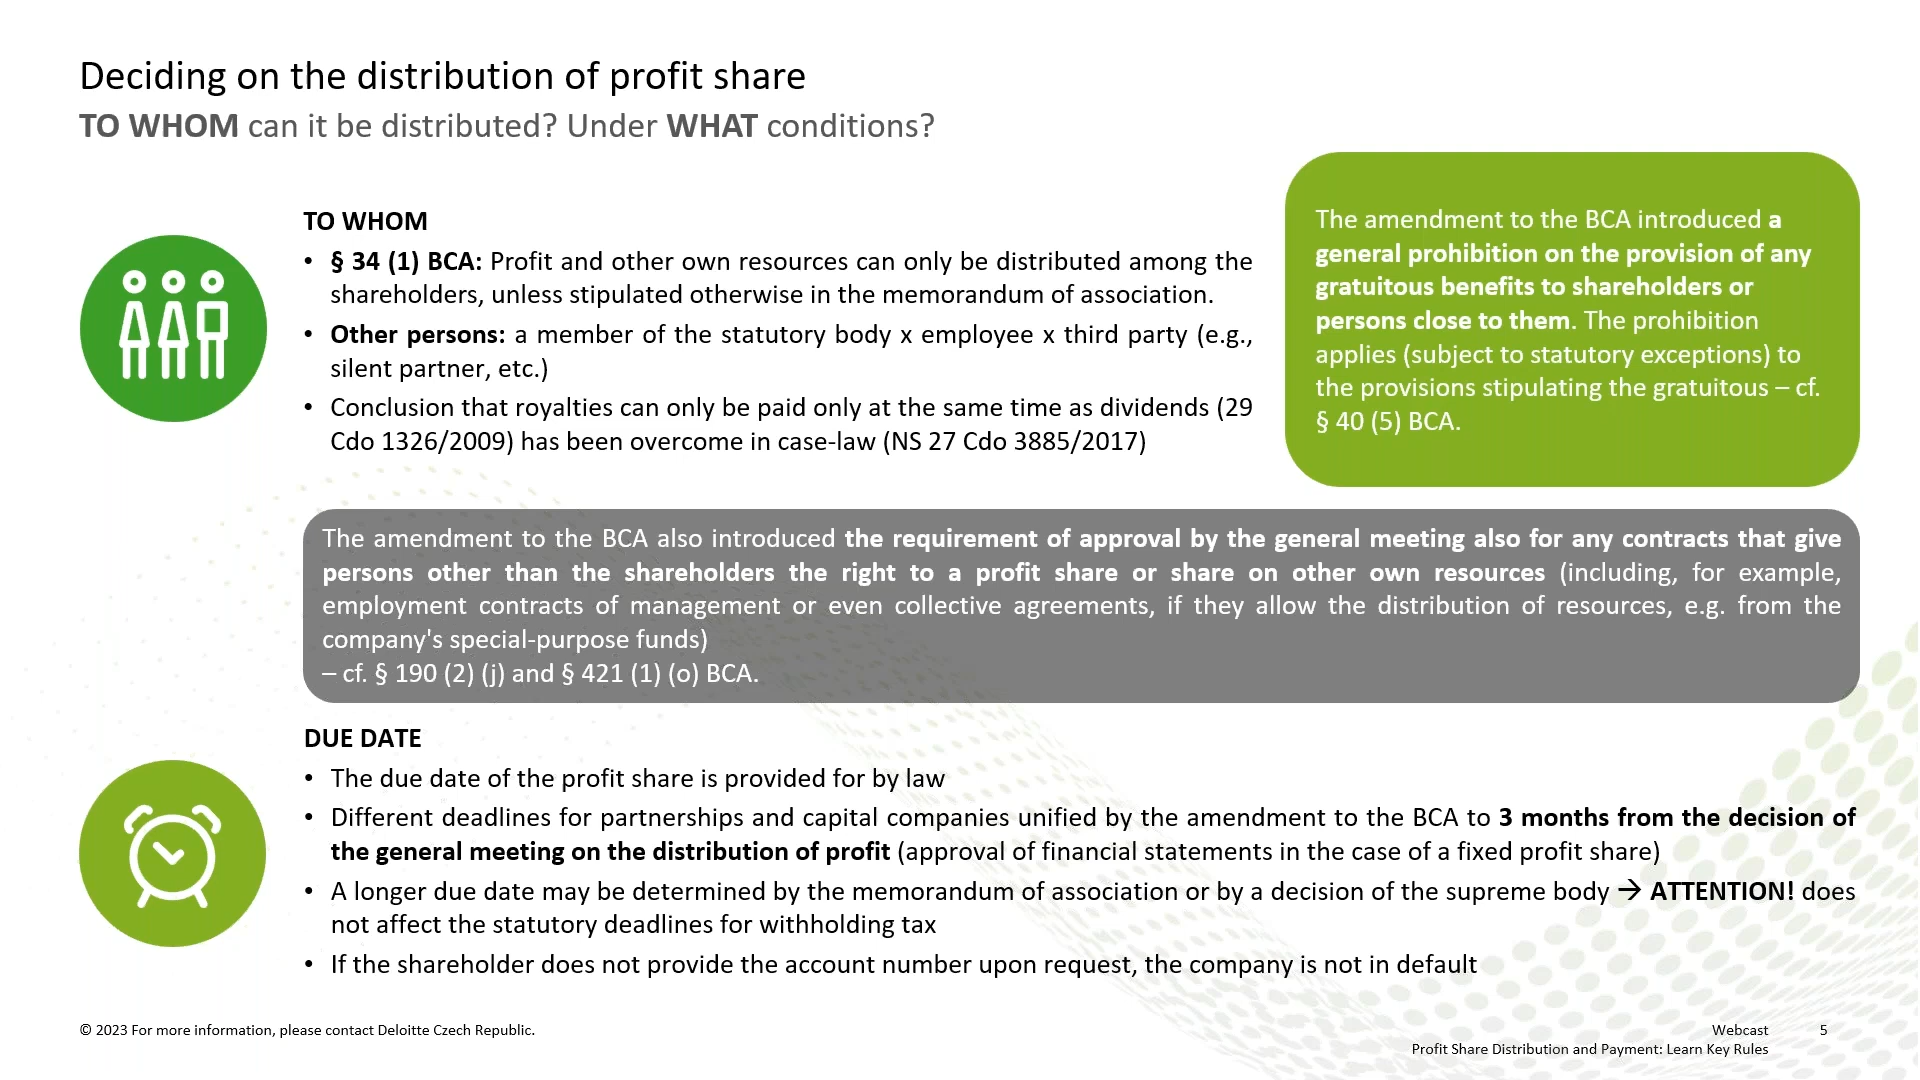 Deciding on the distribution of profit share
TO WHOM can it be distributed? Under WHAT conditions?
TO WHOM
• § 34 (1) BCA: Profit and other own resources can only be distributed among the
shareholders, unless stipulated otherwise in the memorandum of association.
• Other persons: a member of the statutory body x employee x third party (e.g.,
silent partner, etc.)
• Conclusion that royalties can only be paid only at the same time as dividends (29
Cdo 1326/2009) has been overcome in case-law (NS 27 Cdo 3885/2017)
The amendment to the BCA introduced a
general prohibition on the provision of any
gratuitous benefits to shareholders or
persons close to them. The prohibition
applies (subject to statutory exceptions) to
the provisions stipulating the gratuitous – cf.
§ 40 (5) BCA.
The amendment to the BCA also introduced the requirement of approval by the general meeting also for any contracts that give
persons other than the shareholders the right to a profit share or share on other own resources (including, for example,
employment contracts of management or even collective agreements, if they allow the distribution of resources, e.g. from the
company's special-purpose funds)
– cf. § 190 (2) (j) and § 421 (1) (o) BCA.
DUE DATE
• The due date of the profit share is provided for by law
• Different deadlines for partnerships and capital companies unified by the amendment to the BCA to 3 months from the decision of
the general meeting on the distribution of profit (approval of financial statements in the case of a fixed profit share)
• A longer due date may be determined by the memorandum of association or by a decision of the supreme body → ATTENTION! does
not affect the statutory deadlines for withholding tax
• If the shareholder does not provide the account number upon request, the company is not in default
© 2023 For more information, please contact Deloitte Czech Republic.
Webcast 5
Profit Share Distribution and Payment: Learn Key Rules